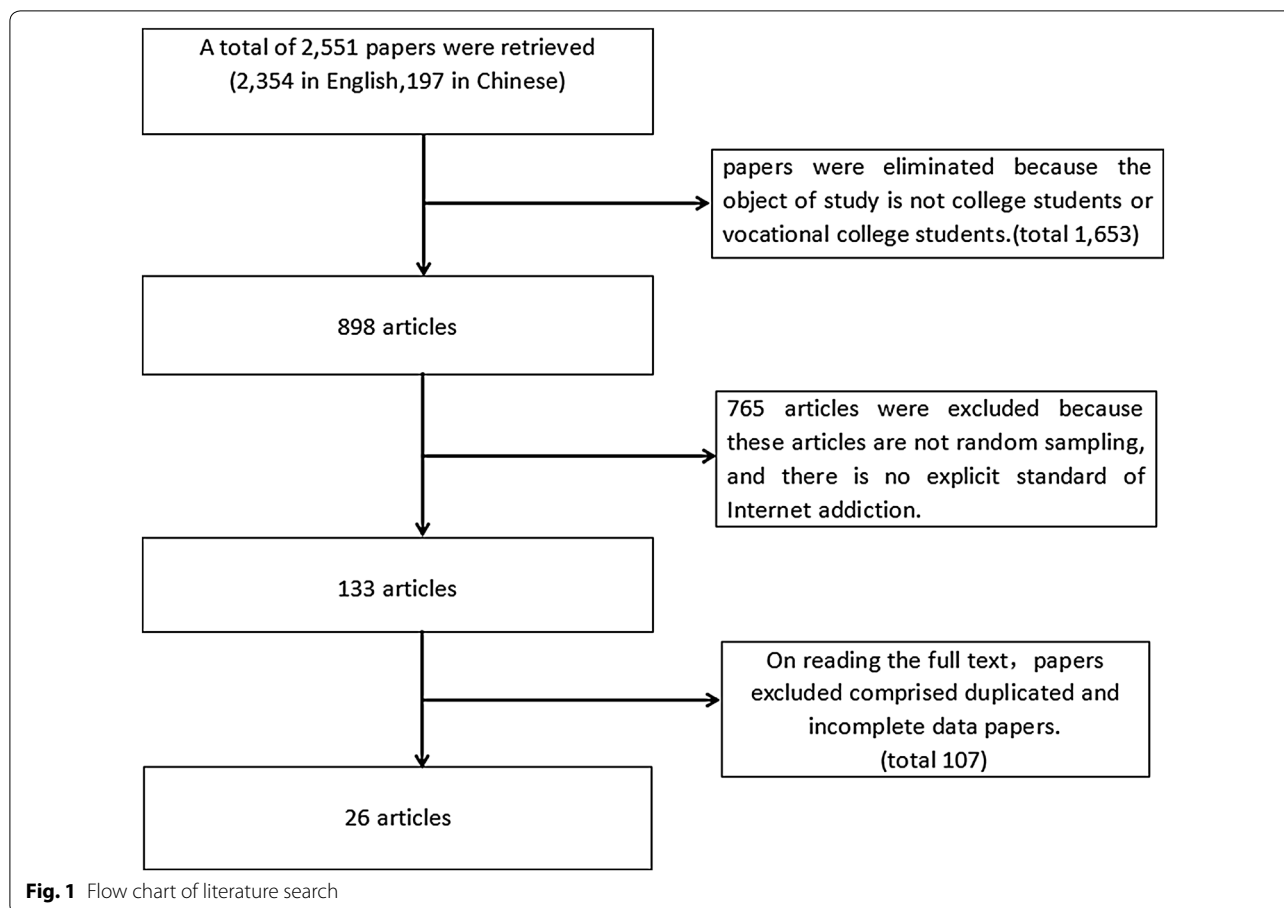 A total of 2,551 papers were retrieved
(2,354 in English,197 in Chinese)
papers were eliminated because the
object of study is not college students or
vocational college students.(total 1,653)
898 articles
765 articles were excluded because
these articles are not random sampling,
and there is no explicit standard of
Internet addiction.
133 articles
On reading the full text，papers
excluded comprised duplicated and
incomplete data papers.
(total 107)
26 articles
Fig. 1 Flow chart of literature search